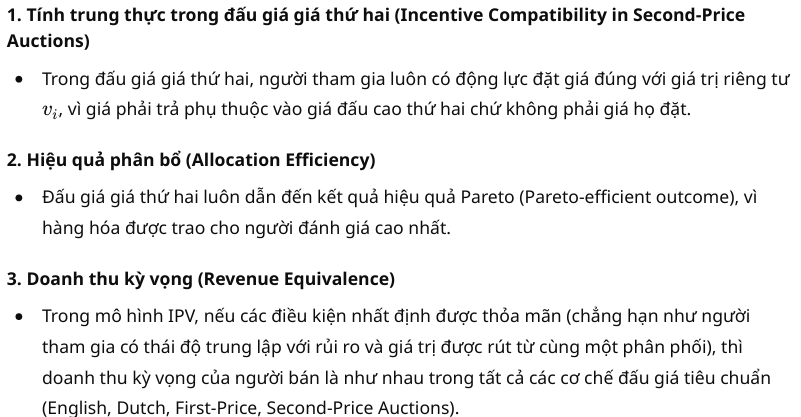 1. Tính trung thực trong đấu giá giá thứ hai (Incentive Compatibility in Second-Price
Auctions)
• Trong đấu giá giá thứ hai, người tham gia luôn có động lực đặt giá đúng với giá trị riêng tư
vᵢ, vì giá phải trả phụ thuộc vào giá đấu cao thứ hai chứ không phải giá họ đặt.
2. Hiệu quả phân bổ (Allocation Efficiency)
• Đấu giá giá thứ hai luôn dẫn đến kết quả hiệu quả Pareto (Pareto-efficient outcome), vì
hàng hóa được trao cho người đánh giá cao nhất.
3. Doanh thu kỳ vọng (Revenue Equivalence)
• Trong mô hình IPV, nếu các điều kiện nhất định được thỏa mãn (chẳng hạn như người
tham gia có thái độ trung lập với rủi ro và giá trị được rút từ cùng một phân phối), thì
doanh thu kỳ vọng của người bán là như nhau trong tất cả các cơ chế đấu giá tiêu chuẩn
(English, Dutch, First-Price, Second-Price Auctions).